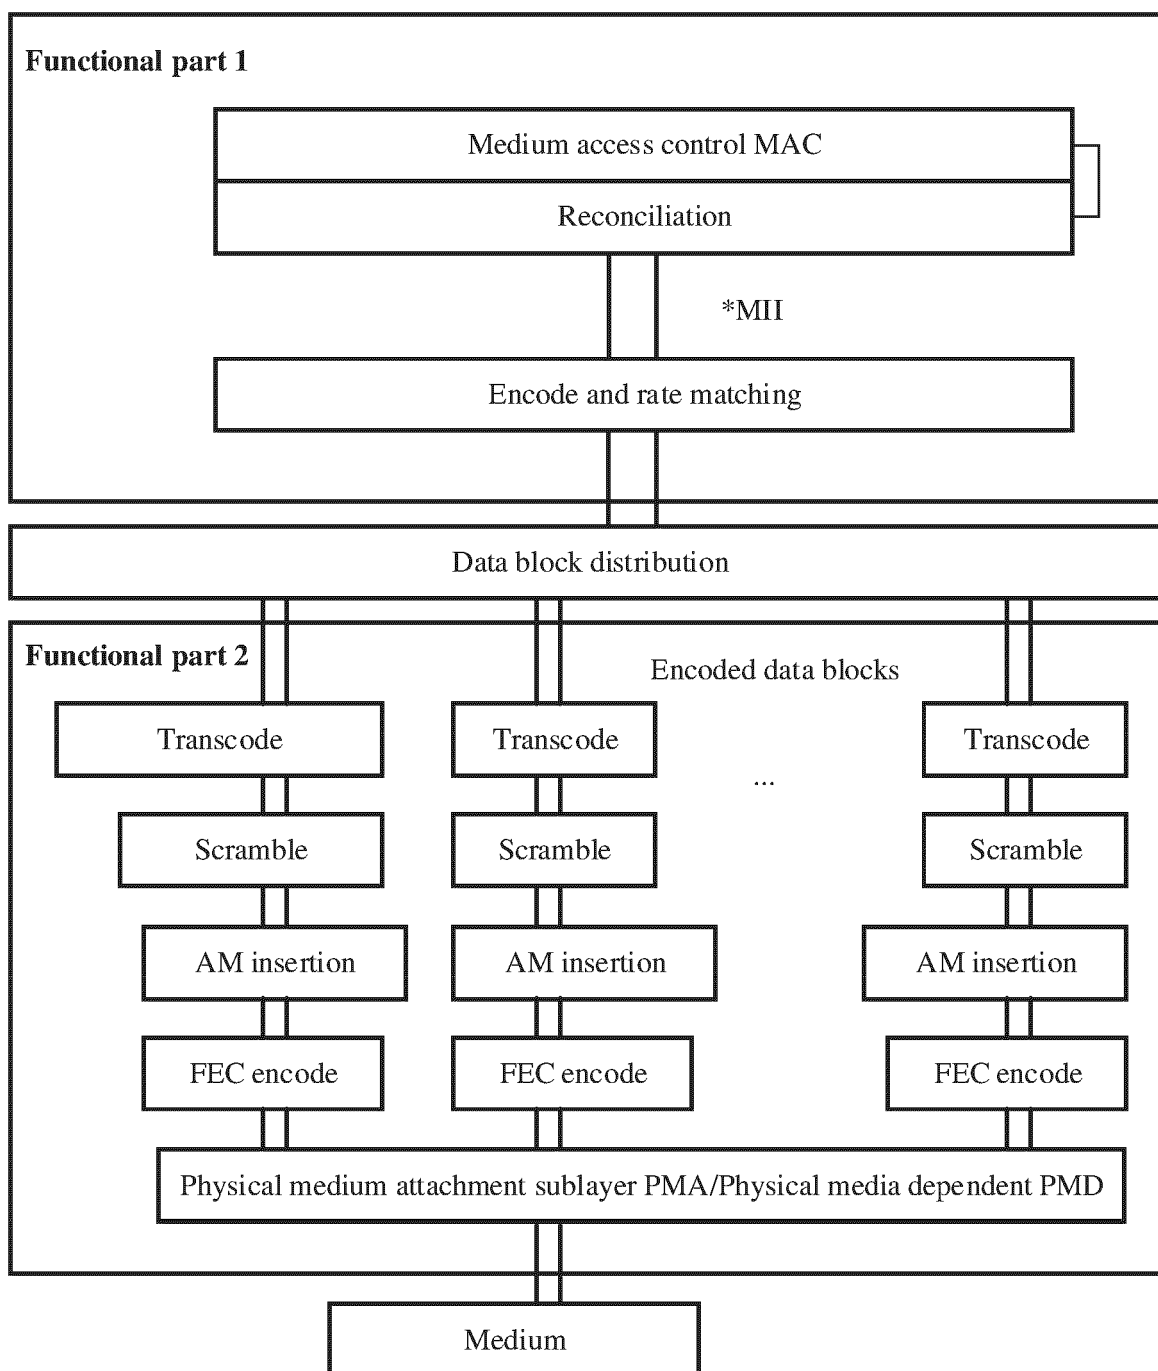 Functional part 1
Medium access control MAC
Reconciliation
*MII
Encode and rate matching
Data block distribution
Functional part 2
Encoded data blocks
Transcode Transcode Transcode
...
Scramble Scramble Scramble
AM insertion AM insertion AM insertion
FEC encode FEC encode FEC encode
Physical medium attachment sublayer PMA/Physical media dependent PMD
Medium